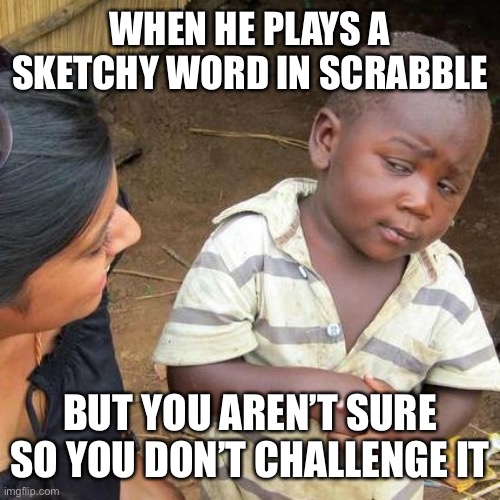 WHEN HE PLAYS A
SKETCHY WORD IN SCRABBLE
BUT YOU AREN’T SURE
SO YOU DON’T CHALLENGE IT
imgflip.com